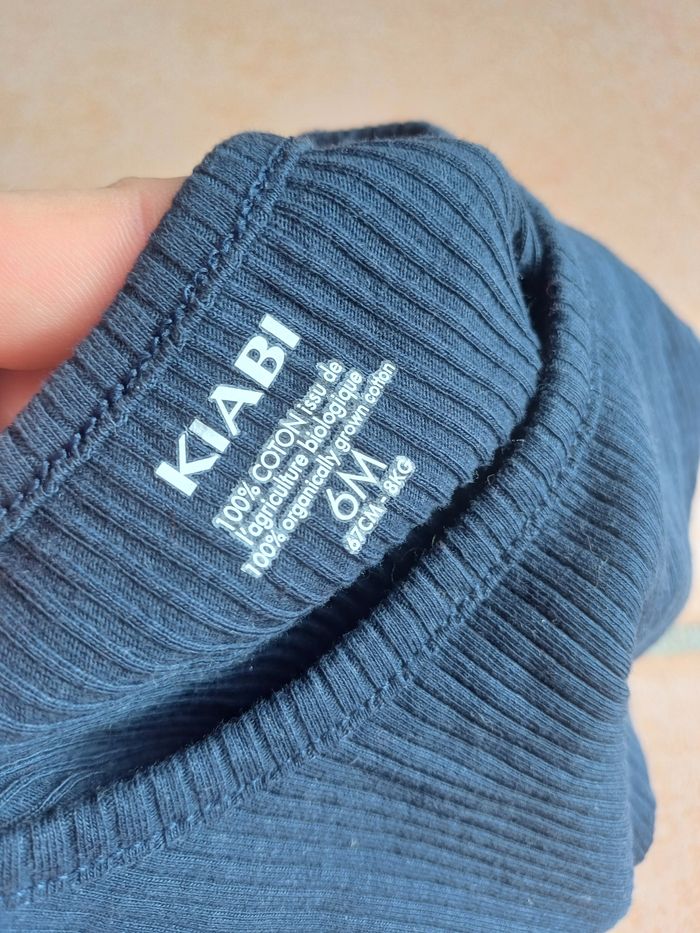 KIABI
100% COTON issu de
l'agriculture biologique
100% organically grown cotton
6M
67CM - 8KG